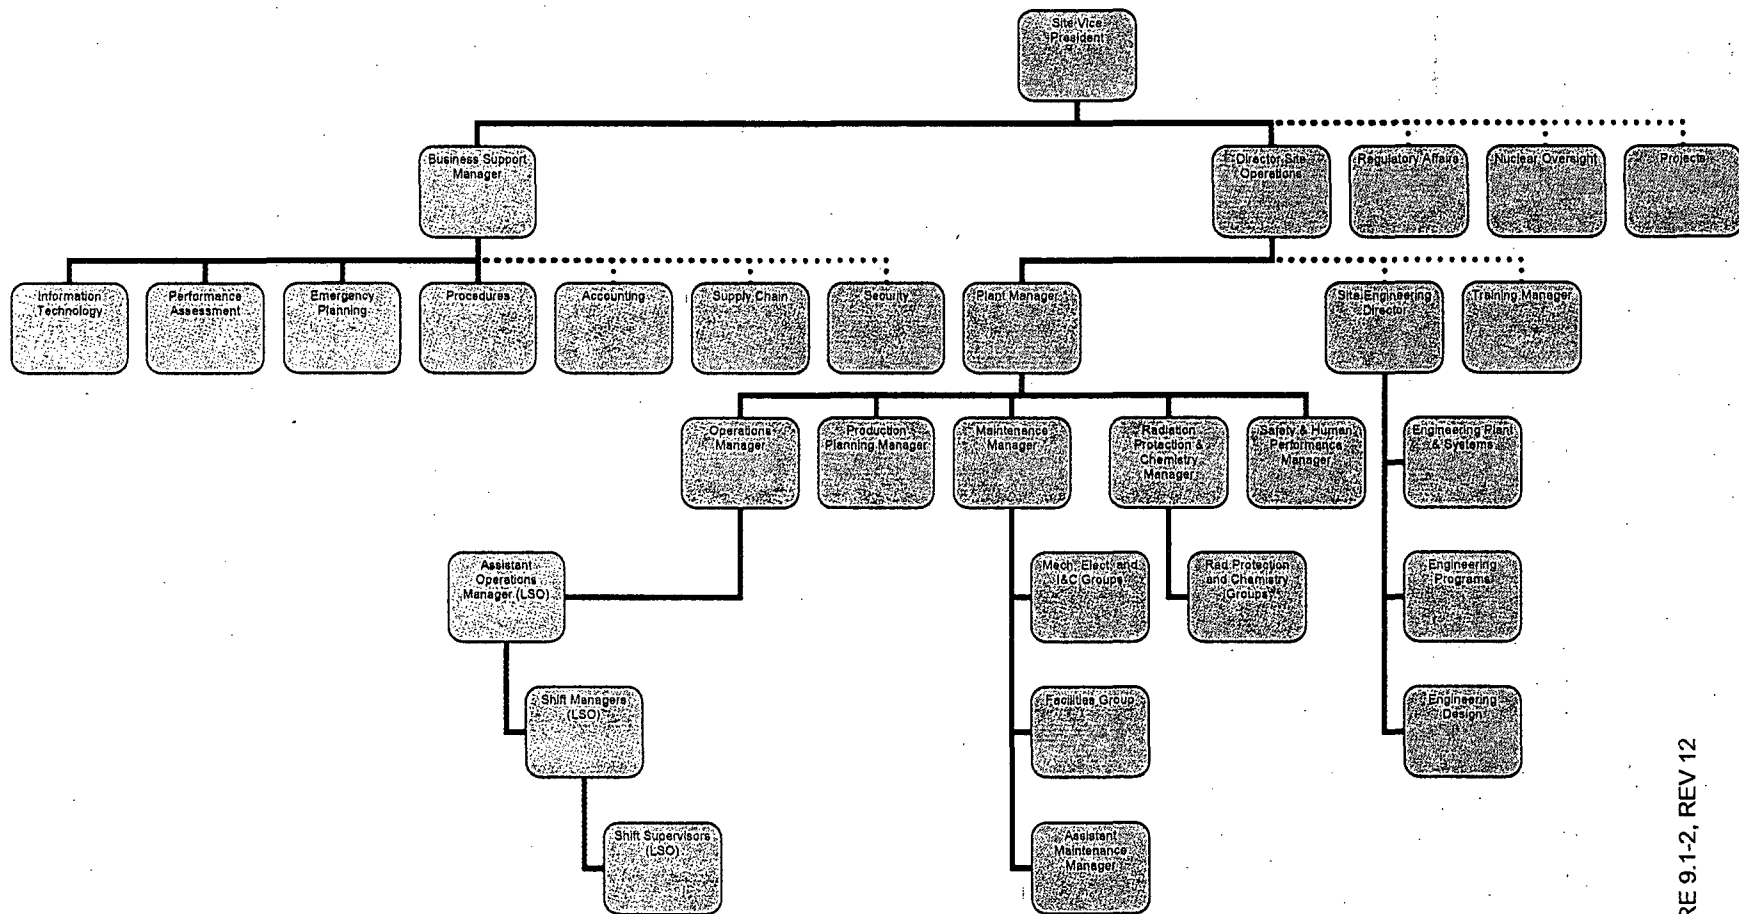 Site Vice
President
Business Support
Manager
Director Site
Operations
Regulatory Affairs
Nuclear Oversight
Projects
Information
Technology
Performance
Assessment
Emergency
Planning
Procedures
Accounting
Supply Chain
Security
Plant Manager
Site Engineering
Director
Training Manager
Operations
Manager
Production
Planning Manager
Maintenance
Manager
Radiation
Protection &
Chemistry
Manager
Safety & Human
Performance
Manager
Engineering Plant
& Systems
Assistant
Operations
Manager (LSO)
Mech, Elect, and
I&C Groups
Rad Protection
and Chemistry
Groups
Engineering
Programs
Shift Managers
(LSO)
Facilities Group
Engineering
Design
Shift Supervisors
(LSO)
Assistant
Maintenance
Manager
RE 9.1-2, REV 12